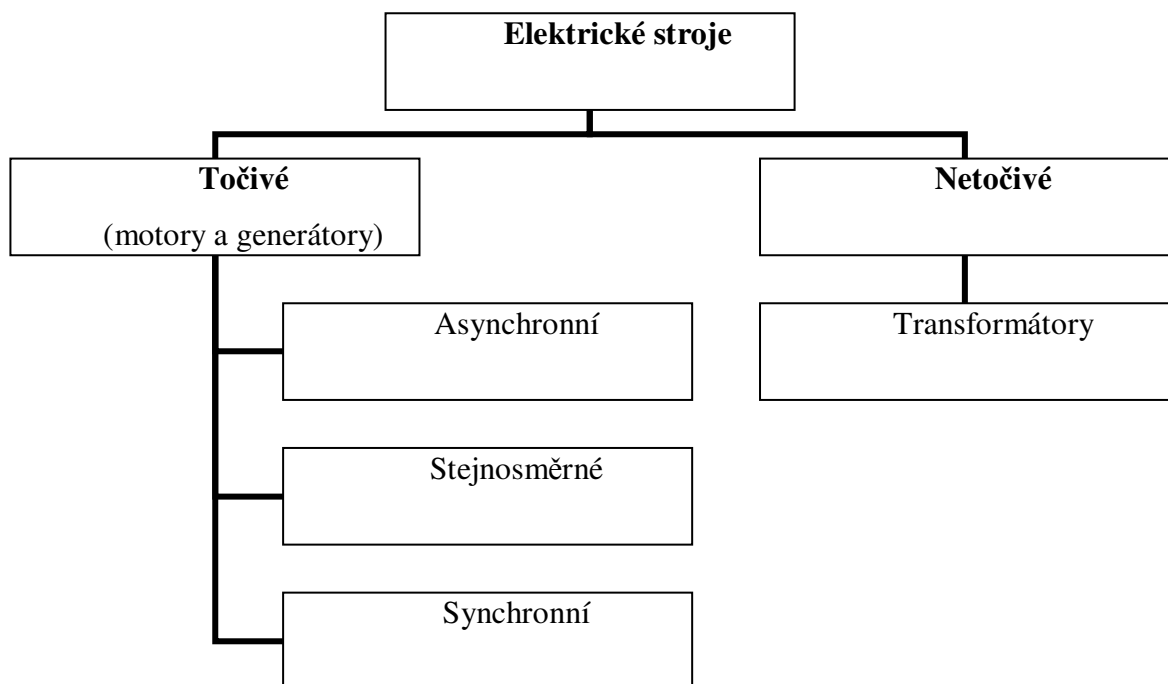 Elektrické stroje
Točivé
(motory a generátory)
Netočivé
Asynchronní
Transformátory
Stejnosměrné
Synchronní